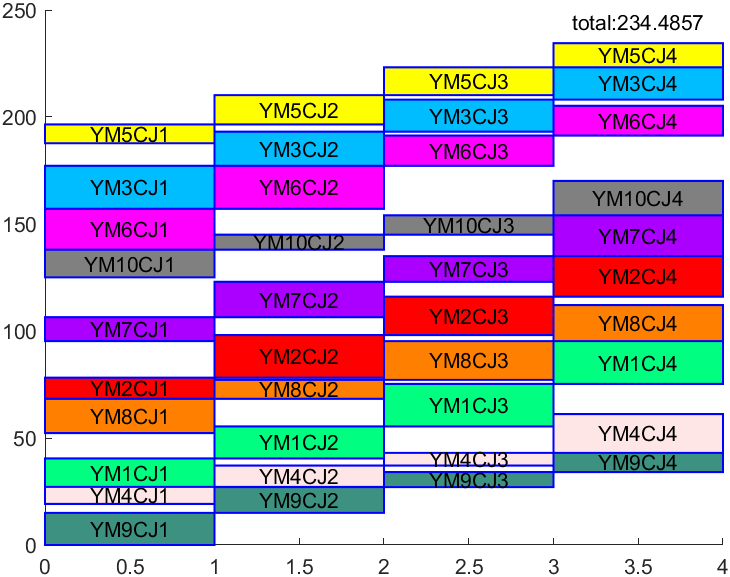 250
total:234.4857
YM5CJ4
YM5CJ3
YM3CJ4
YM5CJ2
200
YM3CJ3
YM6CJ4
YM5CJ1
YM3CJ2
YM6CJ3
YM3CJ1
YM6CJ2
YM10CJ4
150
YM6CJ1
YM10CJ3
YM7CJ4
YM10CJ2
YM10CJ1
YM7CJ3
YM2CJ4
YM7CJ2
YM2CJ3
YM8CJ4
100
YM7CJ1
YM2CJ2
YM8CJ3
YM1CJ4
YM2CJ1
YM8CJ2
YM1CJ3
YM8CJ1
YM4CJ4
50
YM1CJ2
YM4CJ3
YM9CJ4
YM1CJ1
YM4CJ2
YM9CJ3
YM4CJ1
YM9CJ2
YM9CJ1
0
0 0.5 1 1.5 2 2.5 3 3.5 4